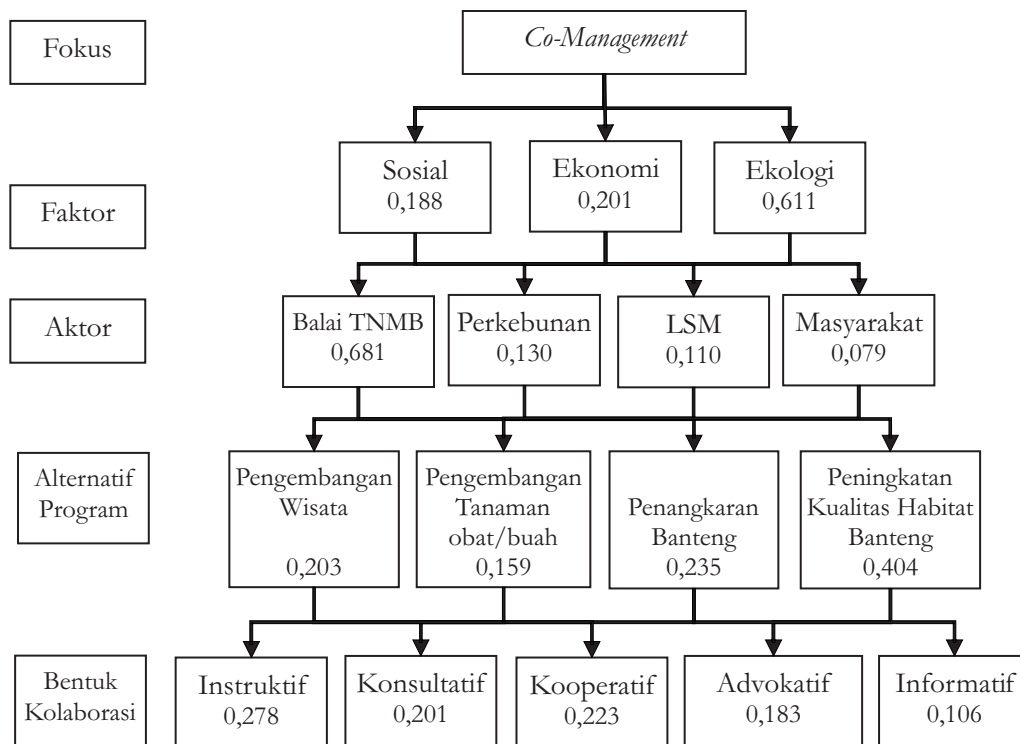 Fokus
Co-Management
Faktor
Sosial
0,188
Ekonomi
0,201
Ekologi
0,611
Aktor
Balai TNMB
0,681
Perkebunan
0,130
LSM
0,110
Masyarakat
0,079
Alternatif
Program
Pengembangan
Wisata
0,203
Pengembangan
Tanaman
obat/buah
0,159
Penangkaran
Banteng
0,235
Peningkatan
Kualitas Habitat
Banteng
0,404
Bentuk
Kolaborasi
Instruktif
0,278
Konsultatif
0,201
Kooperatif
0,223
Advokatif
0,183
Informatif
0,106